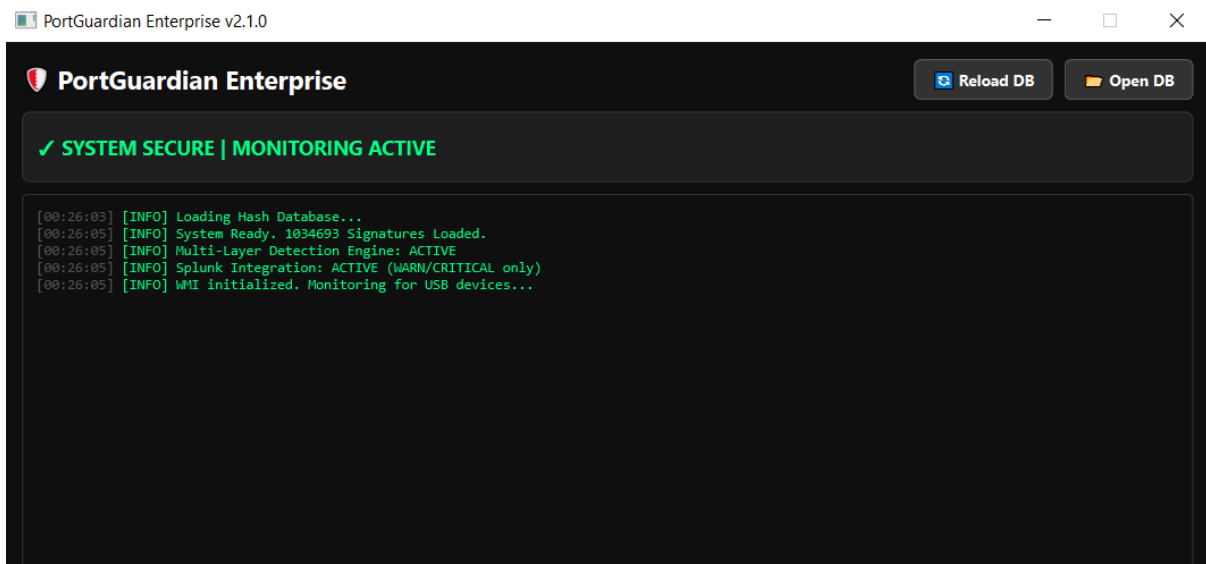 PortGuardian Enterprise v2.1.0
PortGuardian Enterprise
Reload DB
Open DB
✓ SYSTEM SECURE | MONITORING ACTIVE
[00:26:03] [INFO] Loading Hash Database...
[00:26:05] [INFO] System Ready. 1034693 Signatures Loaded.
[00:26:05] [INFO] Multi-Layer Detection Engine: ACTIVE
[00:26:05] [INFO] Splunk Integration: ACTIVE (WARN/CRITICAL only)
[00:26:05] [INFO] WMI initialized. Monitoring for USB devices...